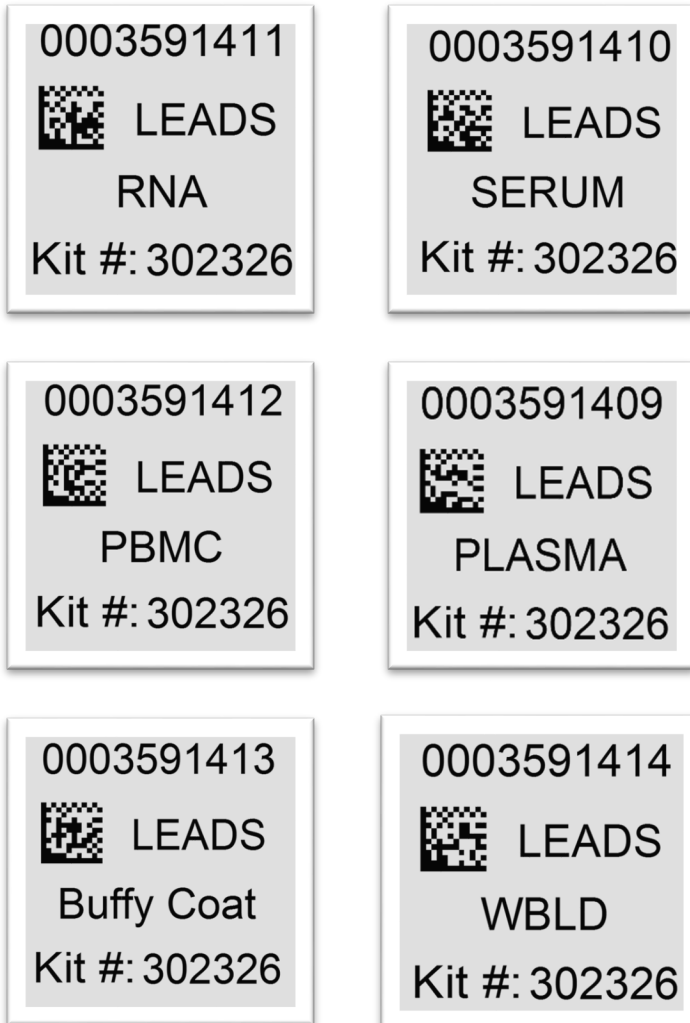 0003591411
LEADS
RNA
Kit #: 302326
0003591410
LEADS
SERUM
Kit #: 302326
0003591412
LEADS
PBMC
Kit #: 302326
0003591409
LEADS
PLASMA
Kit #: 302326
0003591413
LEADS
Buffy Coat
Kit #: 302326
0003591414
LEADS
WBLD
Kit #: 302326